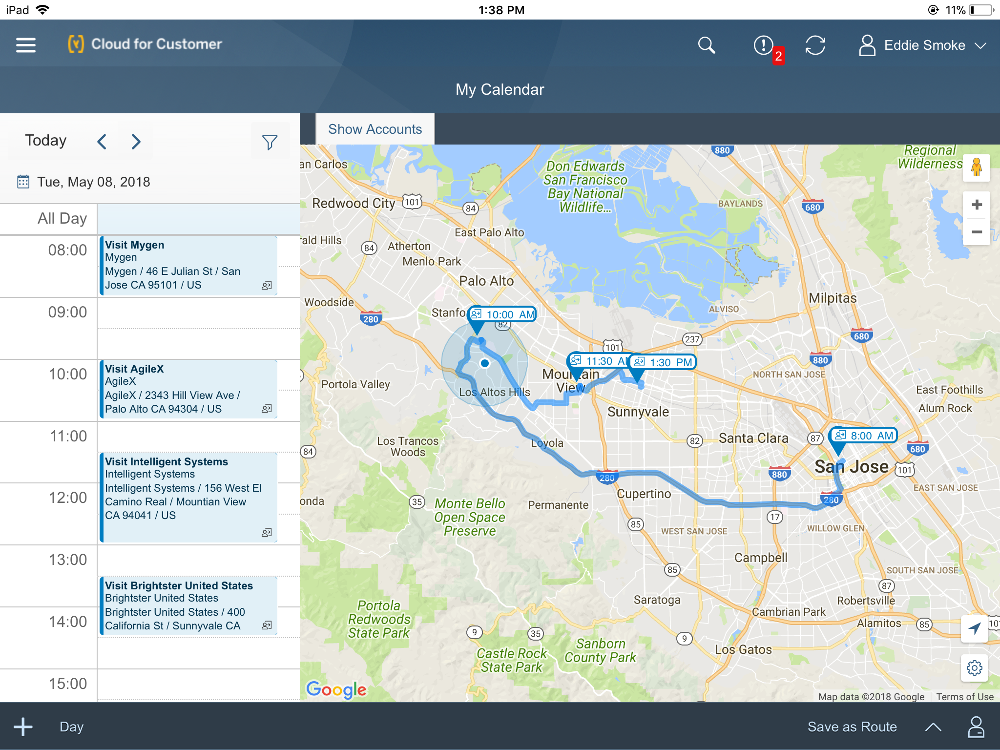 iPad
1:38 PM
11%
Cloud for Customer
2
Eddie Smoke
My Calendar
Today
Show Accounts
Tue, May 08, 2018
All Day
08:00
Visit Mygen
Mygen
Mygen / 46 E Julian St / San
Jose CA 95101 / US
09:00
10:00
Visit AgileX
AgileX
AgileX / 2343 Hill View Ave /
Palo Alto CA 94304 / US
11:00
Visit Intelligent Systems
Intelligent Systems
Intelligent Systems / 156 West El
Camino Real / Mountian View
CA 94041 / US
12:00
13:00
Visit Brightster United States
Brightster United States
Brightster United States / 400
California St / Sunnyvale CA
14:00
15:00
880
Regional
Wilderness
an Carlos
Don Edwards
San Francisco
Bay National
Wildlife...
Redwood City
101
84
BAYLANDS
680
East Palo Alto
rald Hills
84
Atherton
Menlo Park
Palo Alto
Woodside
Milpitas
ALVISO
280
Stanfo
10:00 AM
82
680
237
101
880
11:30 A
1:30 PM
Mountain
View
NORTH SAN JOSE
Portola Valley
Los Altos Hills
East Foothills
Alum Rock
Sunnyvale
Los Trancos
Woods
Loyola
82
Santa Clara
87
8:00 AM
680
84
San Jose
101
280
880
EAST SAN JOSE
Cupertino
280
onda
35
Monte Bello
Open Space
Preserve
Permanente
17
85
WEST SAN JOSE
WILLOW GLEN
Campbell
85
SOUTH SAN JOSE
87
Saratoga
Robertsville
Portola
Redwoods
State Park
Cambrian Park
Alamitos
85
101
9
35
9
Sanborn
County Park
Castle Rock
State Park
Los Gatos
Google
Map data ©2018 Google
Terms of Use
Day
Save as Route